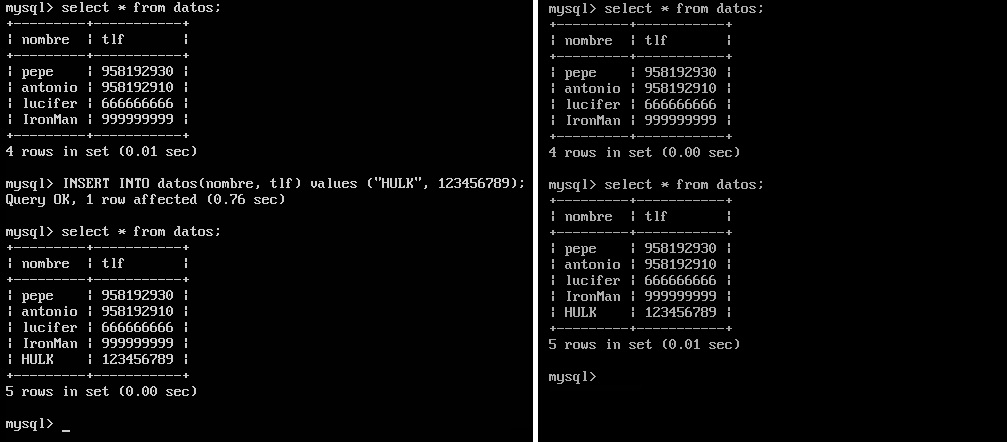 mysql> select * from datos;
+---------+-----------+
| nombre  | tlf       |
+---------+-----------+
| pepe    | 958192930 |
| antonio | 958192910 |
| lucifer | 666666666 |
| IronMan | 999999999 |
+---------+-----------+
4 rows in set (0.01 sec)

mysql> INSERT INTO datos(nombre, tlf) values ("HULK", 123456789);
Query OK, 1 row affected (0.76 sec)

mysql> select * from datos;
+---------+-----------+
| nombre  | tlf       |
+---------+-----------+
| pepe    | 958192930 |
| antonio | 958192910 |
| lucifer | 666666666 |
| IronMan | 999999999 |
| HULK    | 123456789 |
+---------+-----------+
5 rows in set (0.00 sec)

mysql> _
mysql> select * from datos;
+---------+-----------+
| nombre  | tlf       |
+---------+-----------+
| pepe    | 958192930 |
| antonio | 958192910 |
| lucifer | 666666666 |
| IronMan | 999999999 |
+---------+-----------+
4 rows in set (0.00 sec)

mysql> select * from datos;
+---------+-----------+
| nombre  | tlf       |
+---------+-----------+
| pepe    | 958192930 |
| antonio | 958192910 |
| lucifer | 666666666 |
| IronMan | 999999999 |
| HULK    | 123456789 |
+---------+-----------+
5 rows in set (0.01 sec)

mysql>